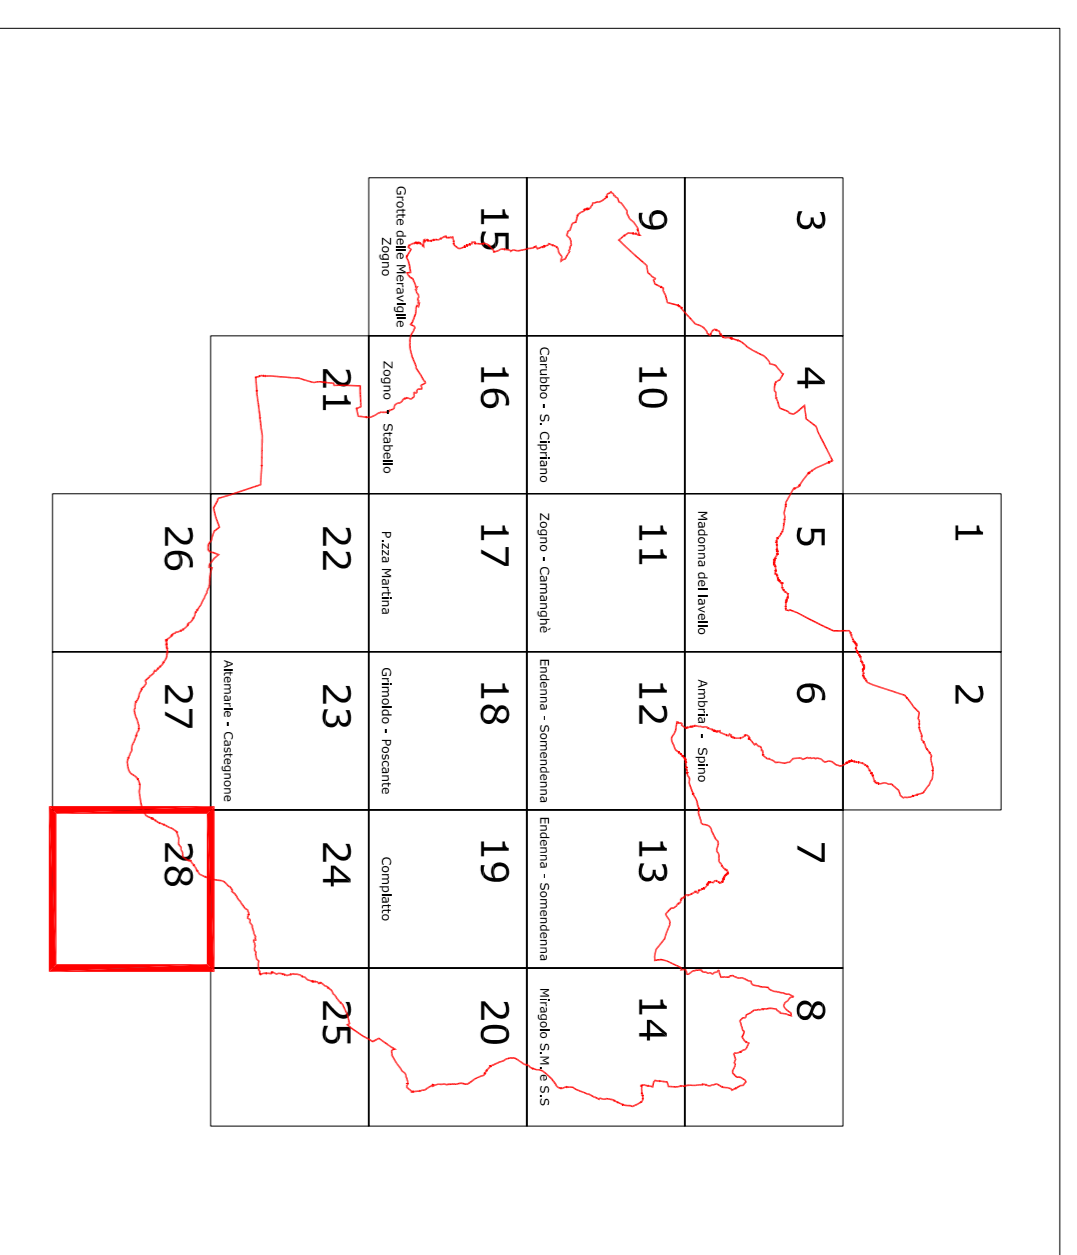 1
2
3
4
5
Madonna del lavello
6
Ambria - Spino
7
8
9
10
Carubbo - S. Cipriano
11
Zogno - Camanghè
12
Endenna - Somendenna
13
Endenna - Somendenna
14
Miragolo S.M. e S.S
15
Grotte delle Meraviglie
Zogno
16
Zogno - Stabello
17
P.zza Martina
18
Grimoldo - Poscante
19
Complatto
20
21
22
23
Altemarle - Castegnone
24
25
26
27
28